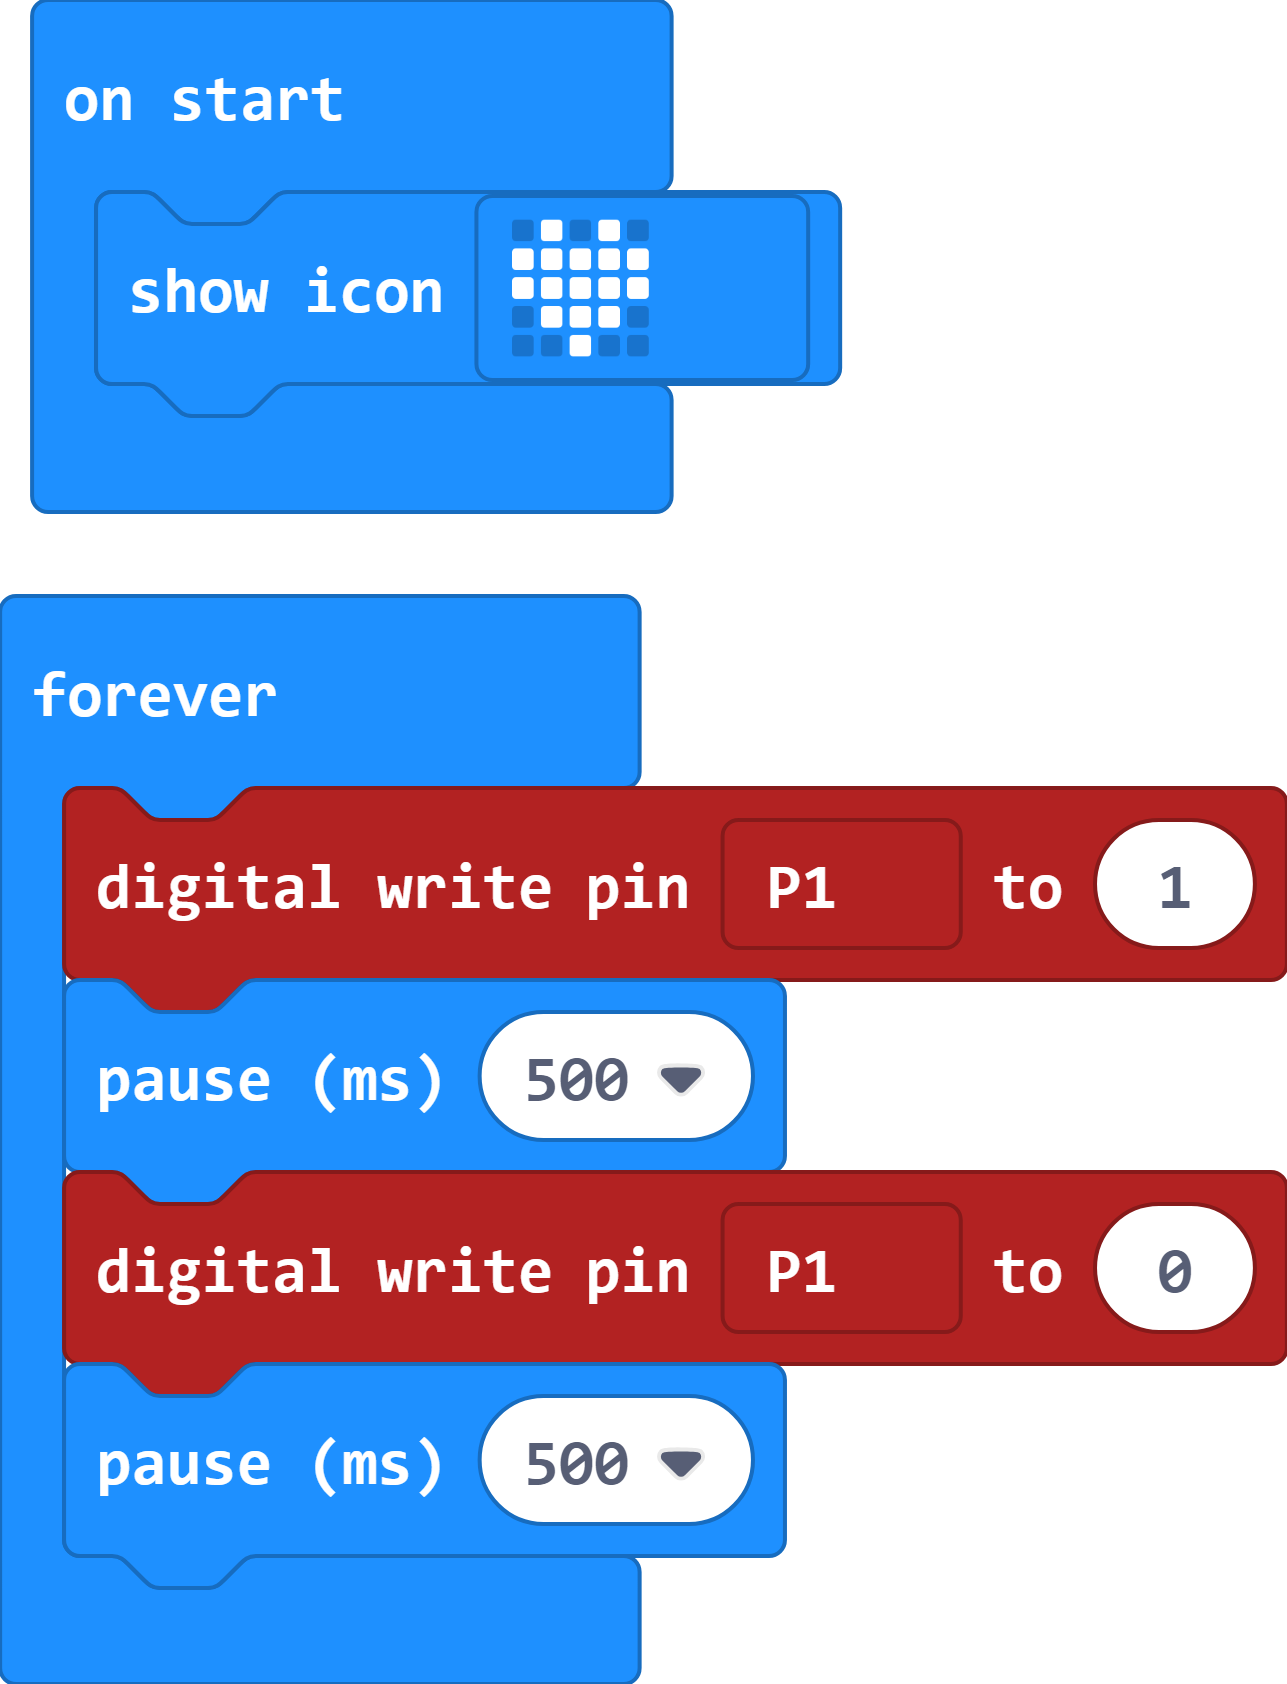 on start
show icon
forever
digital write pin P1 to 1
pause (ms) 500
digital write pin P1 to 0
pause (ms) 500